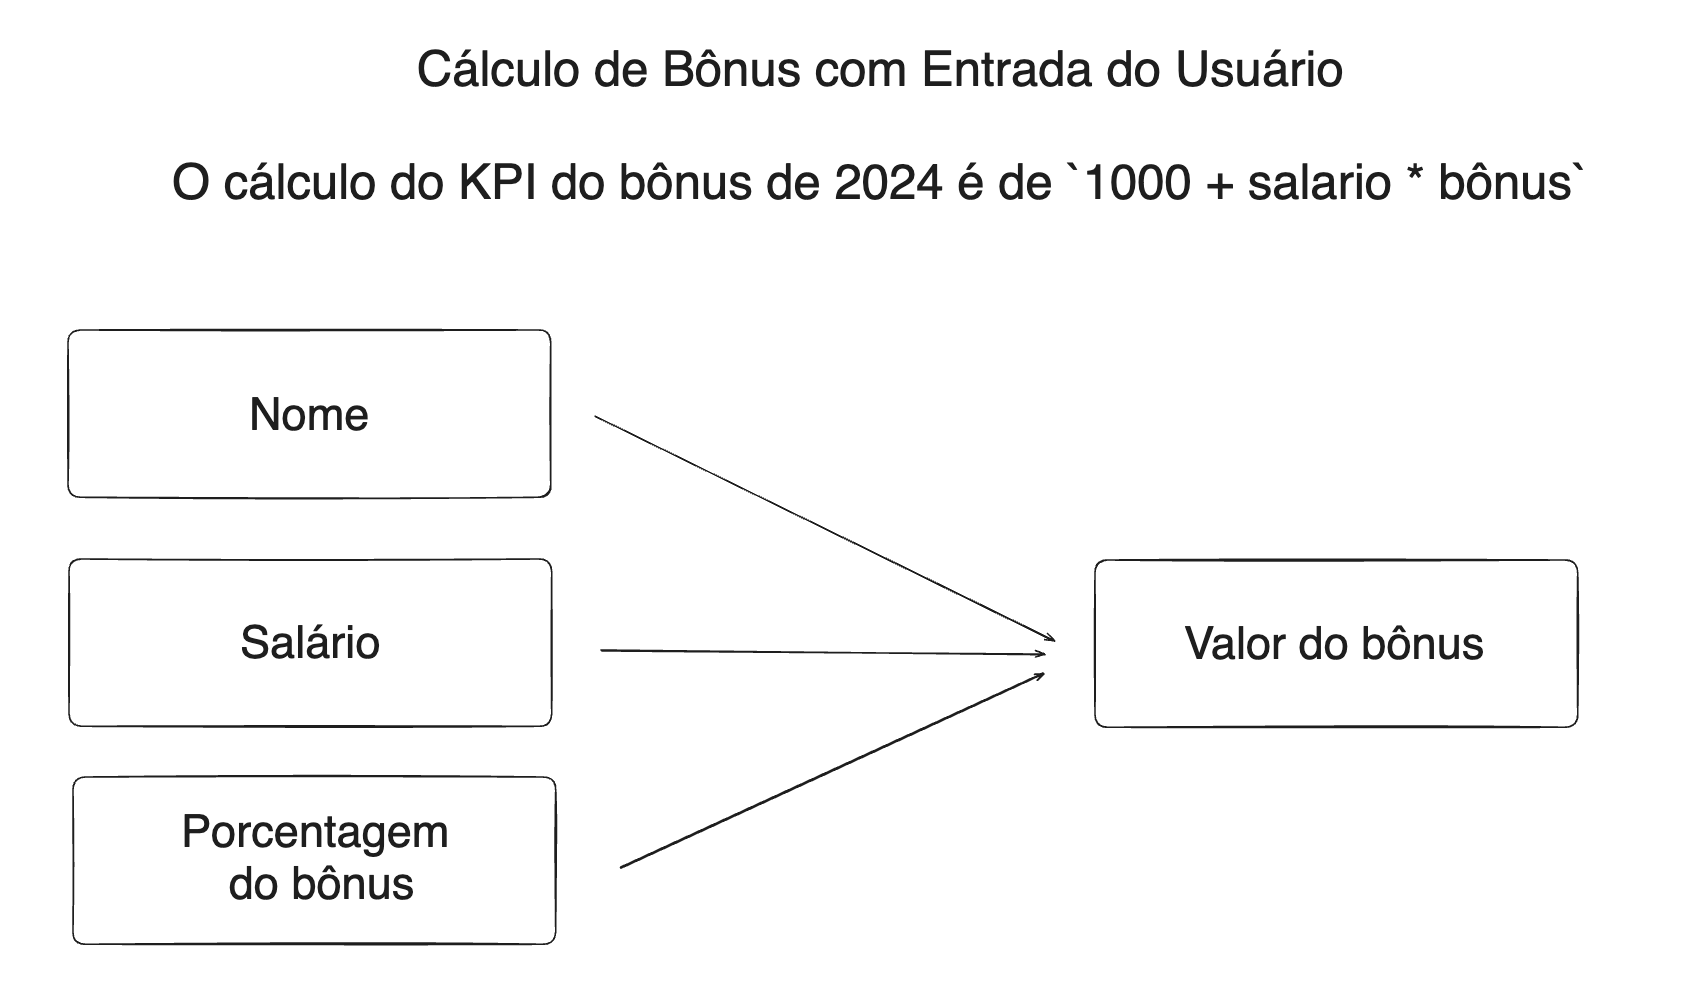 Cálculo de Bônus com Entrada do Usuário
O cálculo do KPI do bônus de 2024 é de `1000 + salario * bônus`
Nome
Salário
Valor do bônus
Porcentagem
do bônus